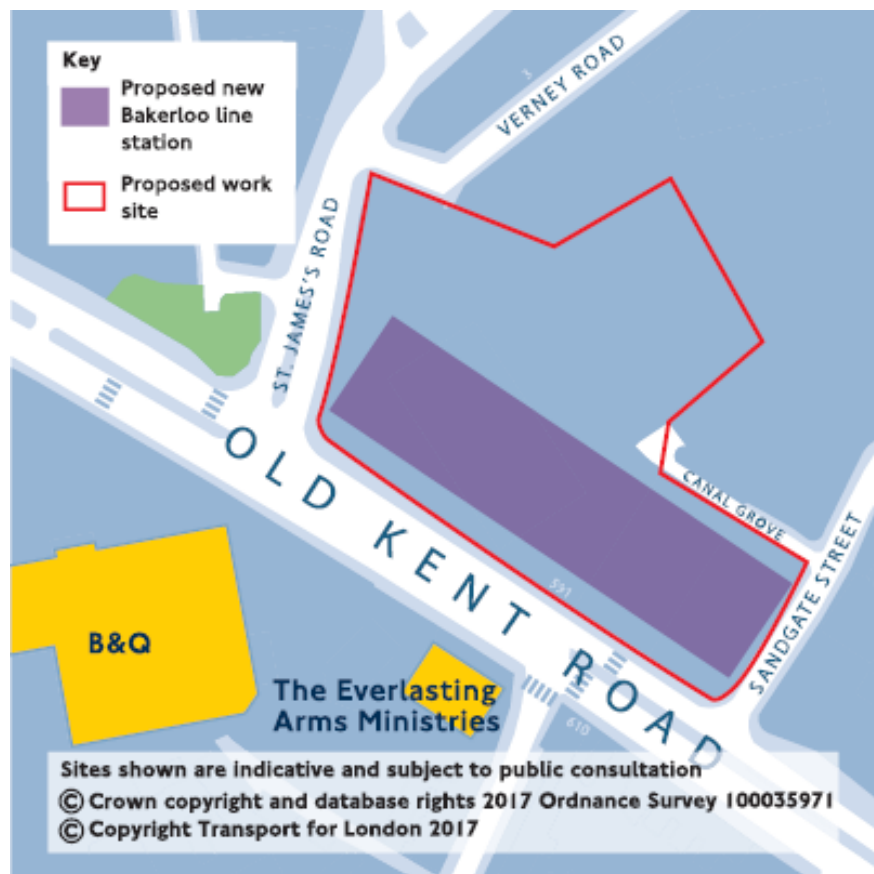 Key
Proposed new
Bakerloo line
station
Proposed work
site
3
VERNEY ROAD
ST. JAMES'S ROAD
OLD KENT ROAD
CANAL GROVE
SANDGATE STREET
591
B&Q
The Everlasting
Arms Ministries
610
Sites shown are indicative and subject to public consultation
© Crown copyright and database rights 2017 Ordnance Survey 100035971
© Copyright Transport for London 2017